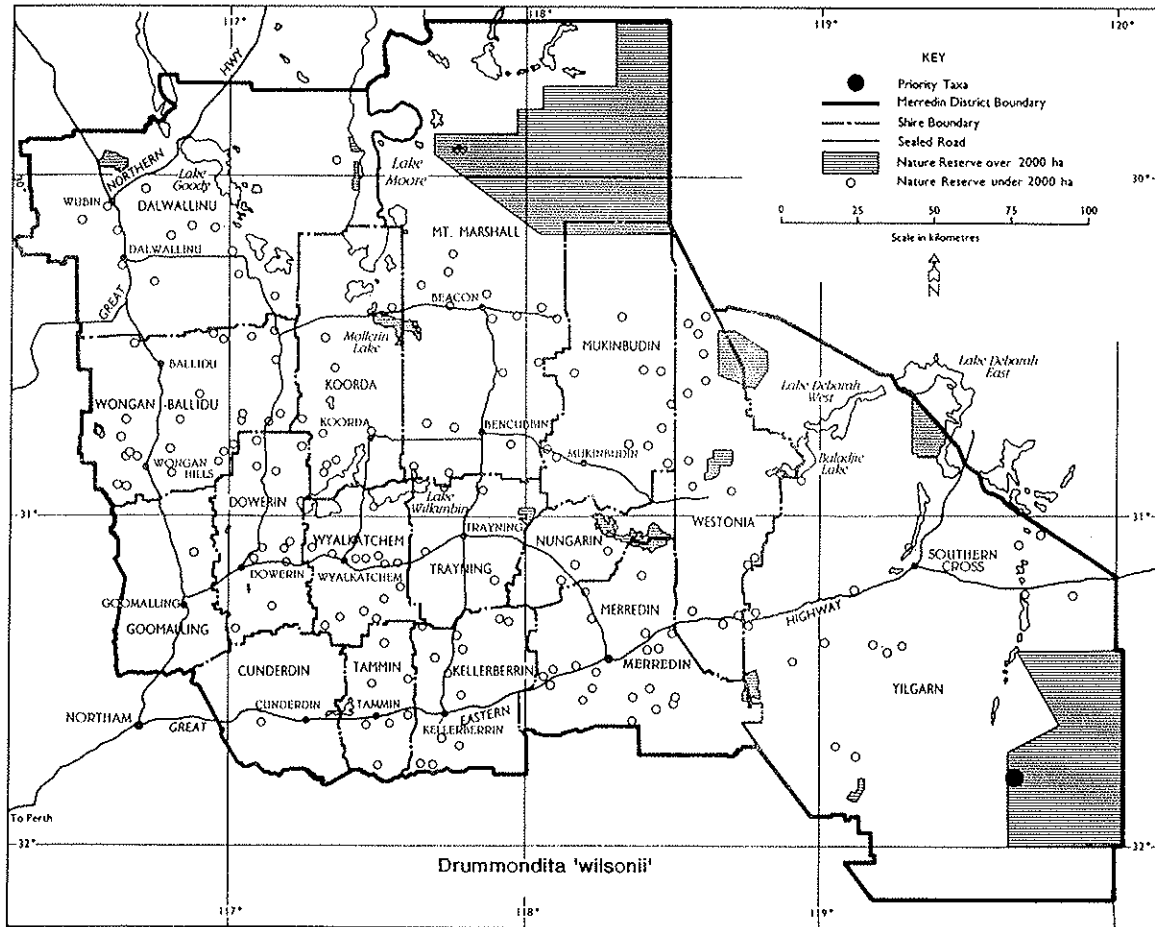 117°
118°
119°
120°
HWY
KEY
Priority Taxa
Merredin District Boundary
Shire Boundary
Sealed Road
Nature Reserve over 2000 ha
Nature Reserve under 2000 ha
0 25 50 75 100
Scale in kilometres
N
NORTHERN
Lake Goody
Lake Moore
30°
30°
WUBIN
DALWALLINU
MT. MARSHALL
DALWALLINU
GREAT
BEACON
Mollerin Lake
MUKINBUDIN
BALLIDU
KOORDA
Lake Deborah East
Lake Deborah West
WONGAN-BALLIDU
KOORDA
BENCUBBIN
WONGAN HILLS
MUKINBUDIN
Baladjie Lake
DOWERIN
Lake Wilkumbin
31°
31°
WYALKATCHEM
TRAYNING
NUNGARIN
WESTONIA
SOUTHERN CROSS
DOWERIN
WYALKATCHEM
TRAYNING
GOOMALLING
MERREDIN
HIGHWAY
GOOMALLING
CUNDERDIN
TAMMIN
KELLERBERRIN
MERREDIN
YILGARN
NORTHAM
GREAT
CUNDERDIN
TAMMIN
EASTERN
KELLERBERRIN
To Perth
32°
32°
Drummondita 'wilsonii'
117°
118°
119°